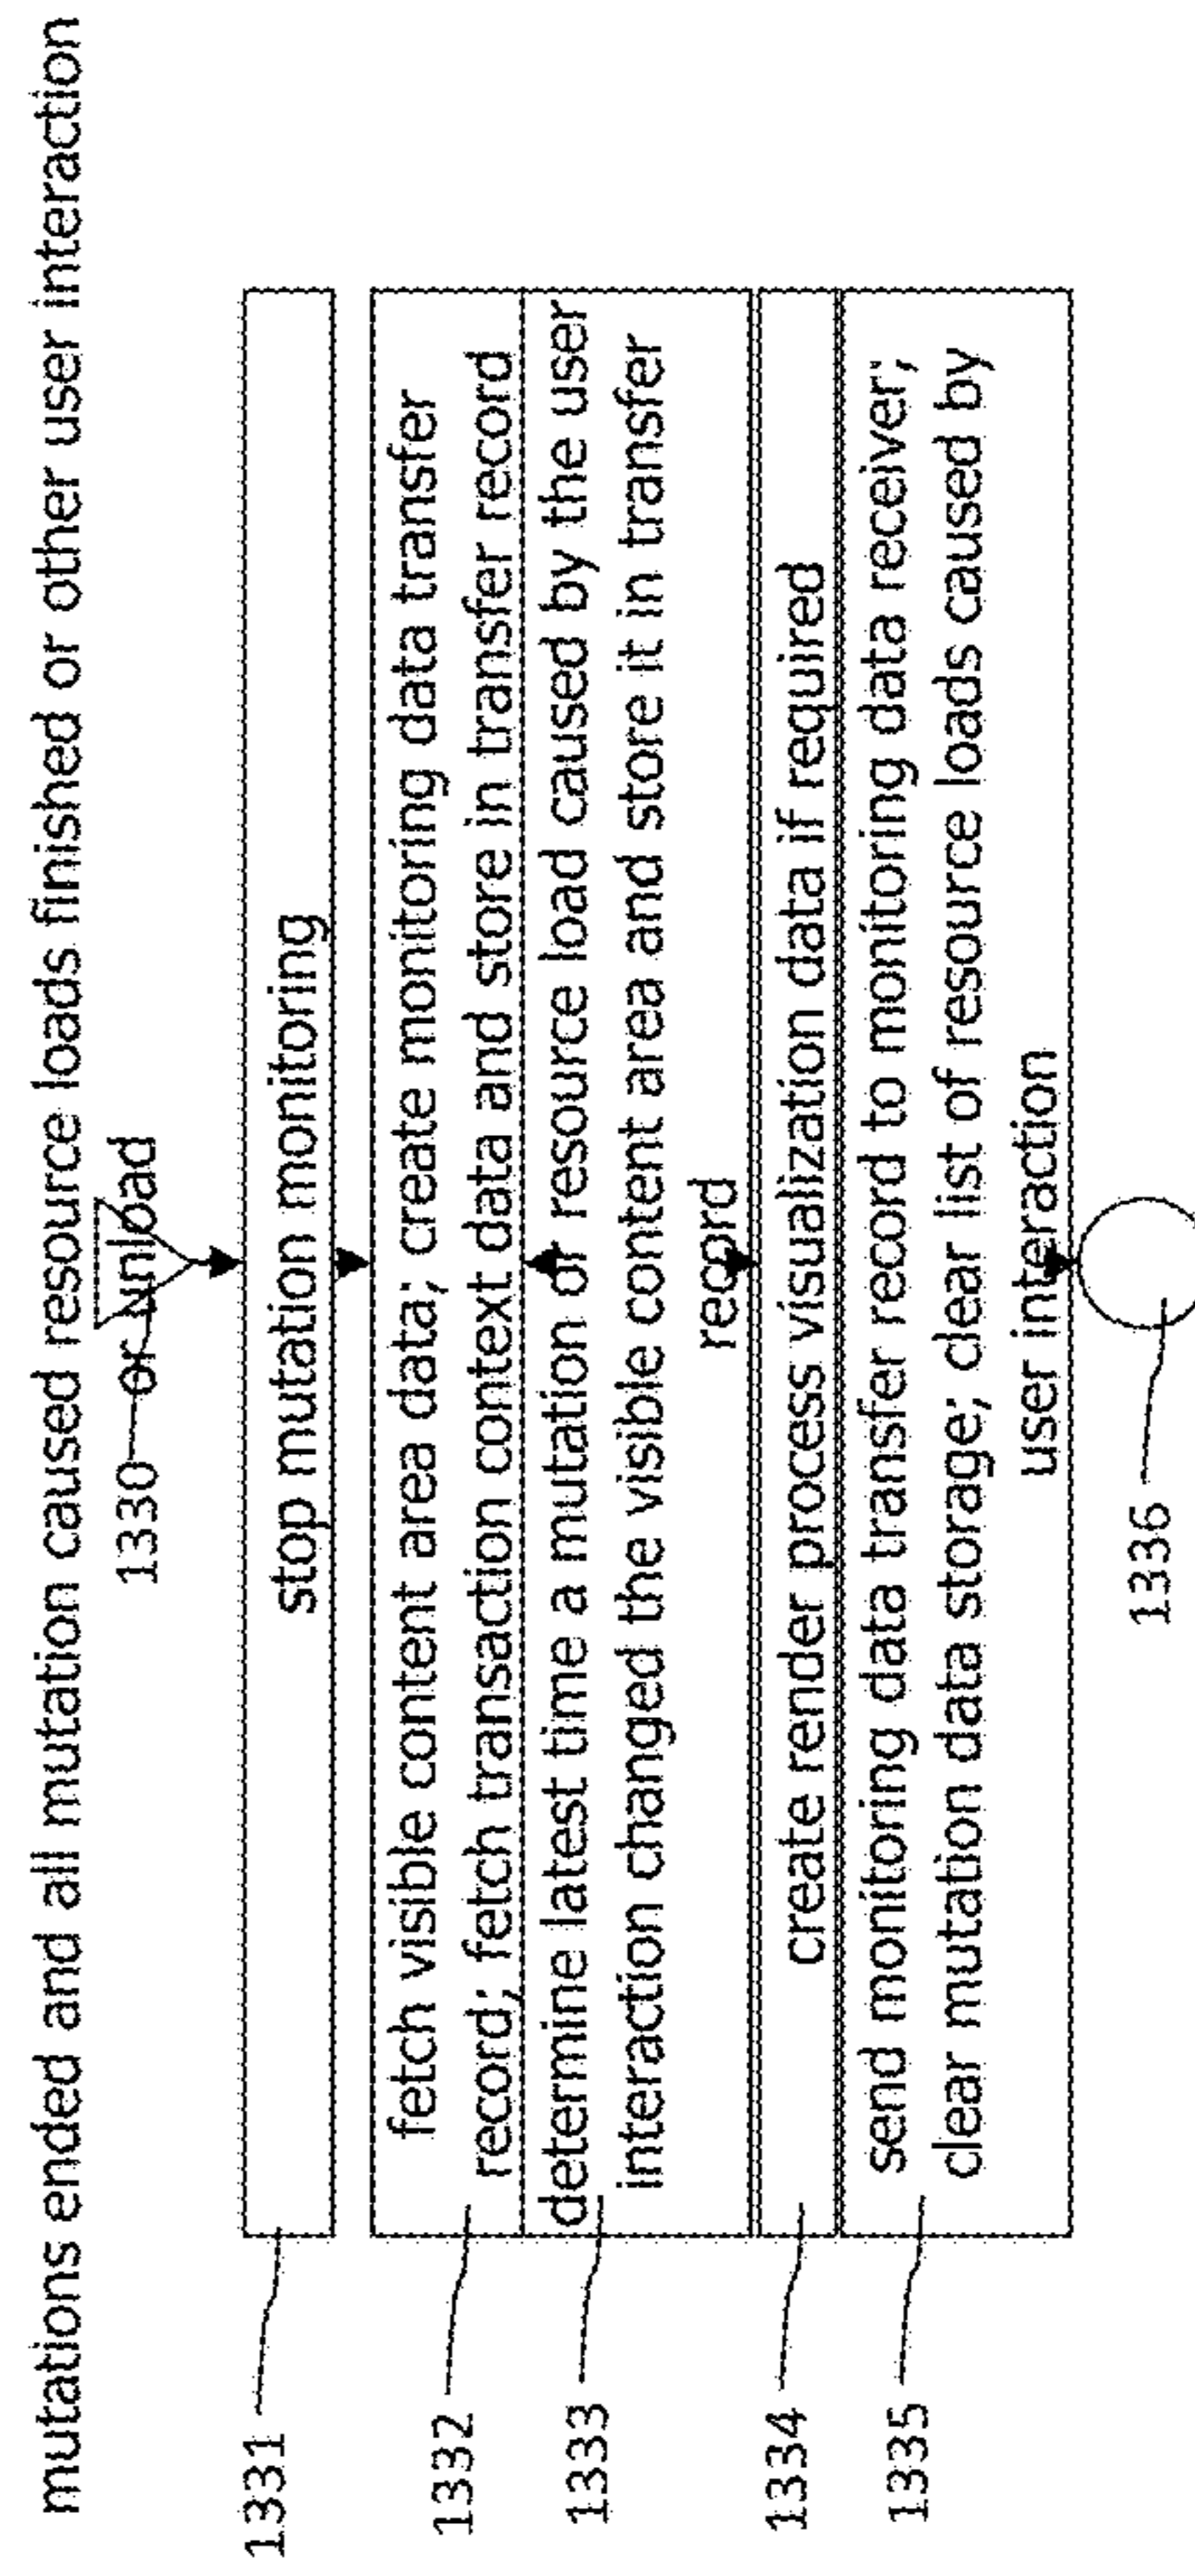 mutations ended and all mutation caused resource loads finished or other user interaction
1330 or unload
1331
stop mutation monitoring
1332
fetch visible content area data; create monitoring data transfer
record; fetch transaction context data and store in transfer record
1333
determine latest time a mutation or resource load caused by the user
interaction changed the visible content area and store it in transfer
record
1334
create render process visualization data if required
1335
send monitoring data transfer record to monitoring data receiver;
clear mutation data storage; clear list of resource loads caused by
user interaction
1336